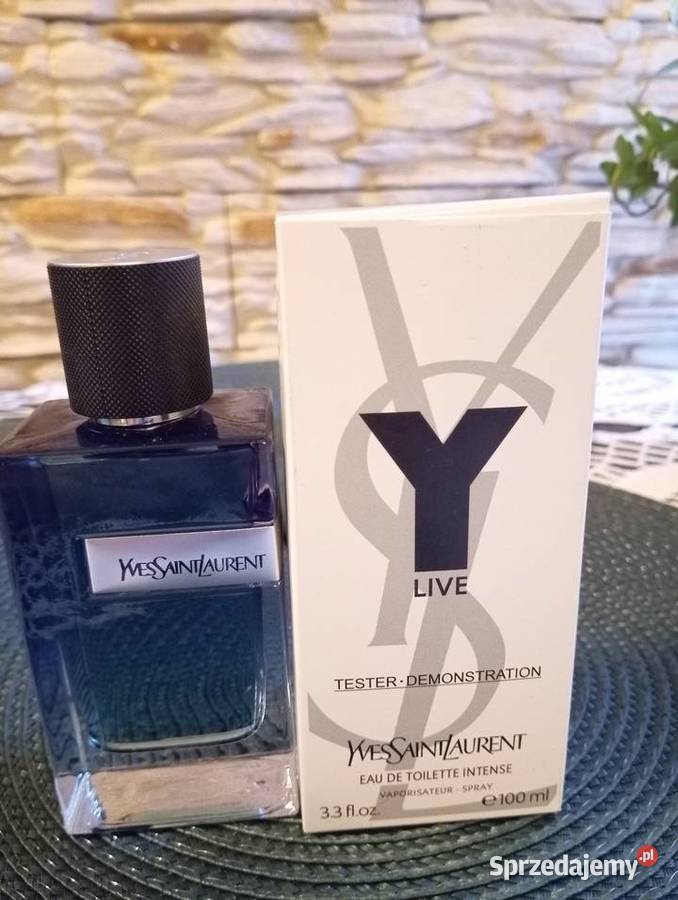 YVESSAINTLAURENT
Y
LIVE
TESTER·DEMONSTRATION
YVESSAINTLAURENT
EAU DE TOILETTE INTENSE
VAPORISATEUR - SPRAY
3.3 fl.oz. ℮100 ml
Sprzedajemy.pl